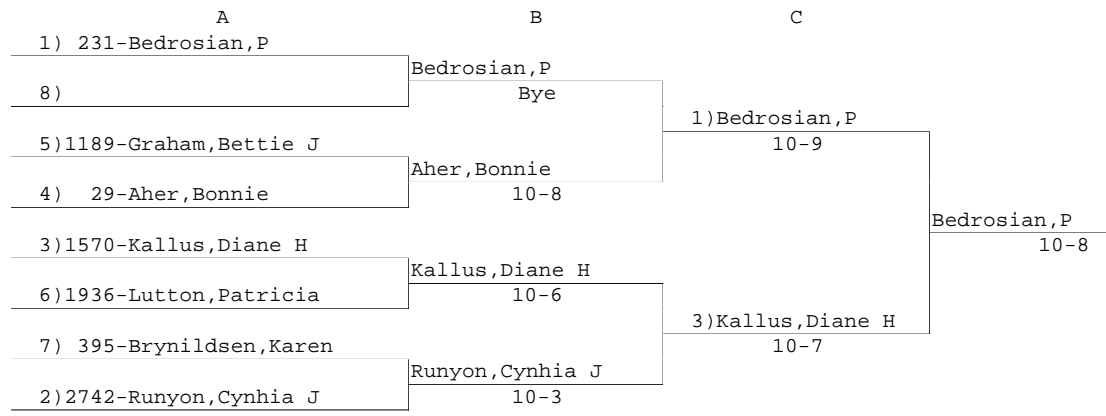 A B C
1) 231-Bedrosian,P
Bedrosian,P
8) Bye
1)Bedrosian,P
5)1189-Graham,Bettie J 10-9
Aher,Bonnie
4) 29-Aher,Bonnie 10-8
Bedrosian,P
3)1570-Kallus,Diane H 10-8
Kallus,Diane H
6)1936-Lutton,Patricia 10-6
3)Kallus,Diane H
7) 395-Brynildsen,Karen 10-7
Runyon,Cynhia J
2)2742-Runyon,Cynhia J 10-3